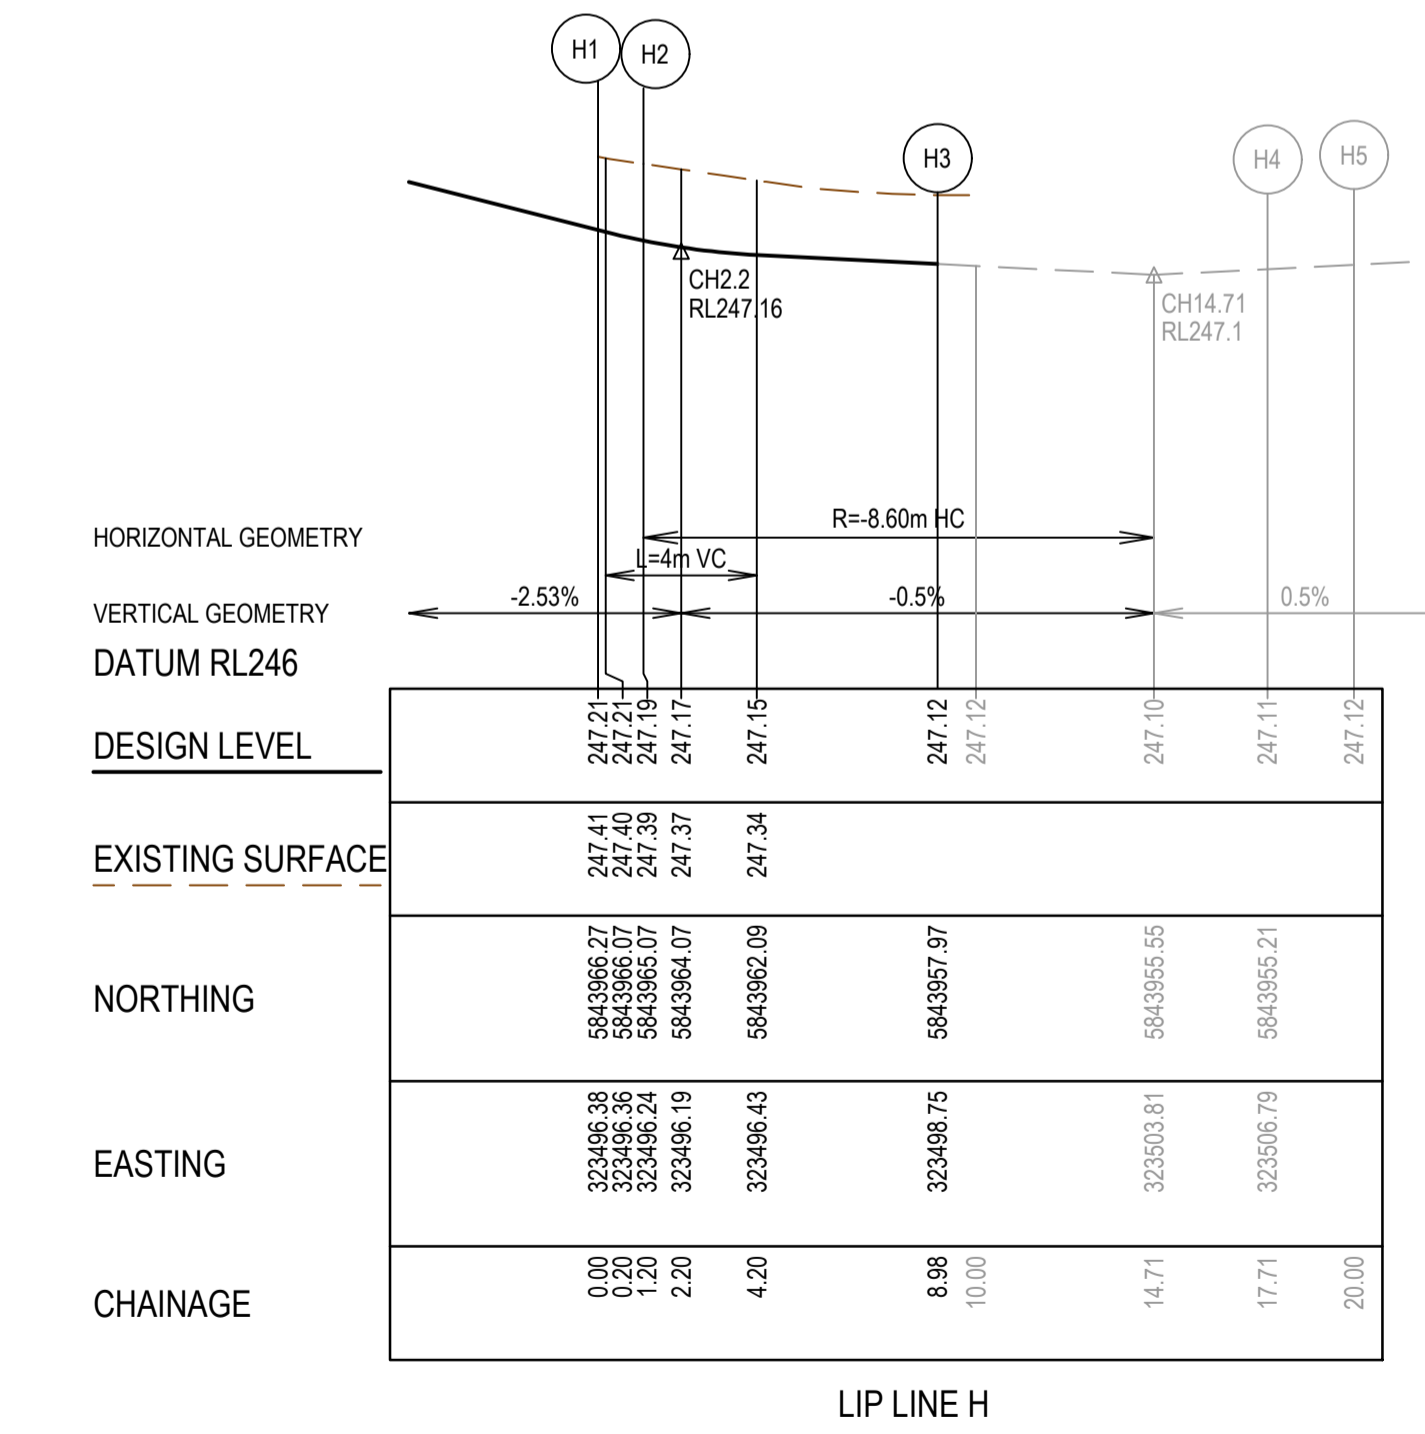 H1
H2
H3
H4
H5
CH2.2
RL247.16
CH14.71
RL247.1
HORIZONTAL GEOMETRY
R=-8.60m HC
L=4m VC
VERTICAL GEOMETRY
-2.53%
-0.5%
0.5%
DATUM RL246
DESIGN LEVEL
247.21
247.21
247.19
247.17
247.15
247.12
247.12
247.10
247.11
247.12
EXISTING SURFACE
247.41
247.40
247.39
247.37
247.34
NORTHING
5843966.27
5843966.07
5843965.07
5843964.07
5843962.09
5843957.97
5843955.55
5843955.21
EASTING
323496.38
323496.36
323496.24
323496.19
323496.43
323498.75
323503.81
323506.79
CHAINAGE
0.00
0.20
1.20
2.20
4.20
8.98
10.00
14.71
17.71
20.00
LIP LINE H